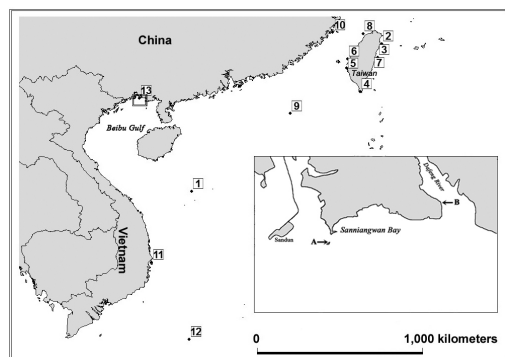 8
10
China
2
3
6
5
7
Taiwan
4
13
9
Beibu Gulf
1
Vietnam
11
12
Dafeng River
B
Sanniangwan Bay
Sandun
A
0
1,000 kilometers